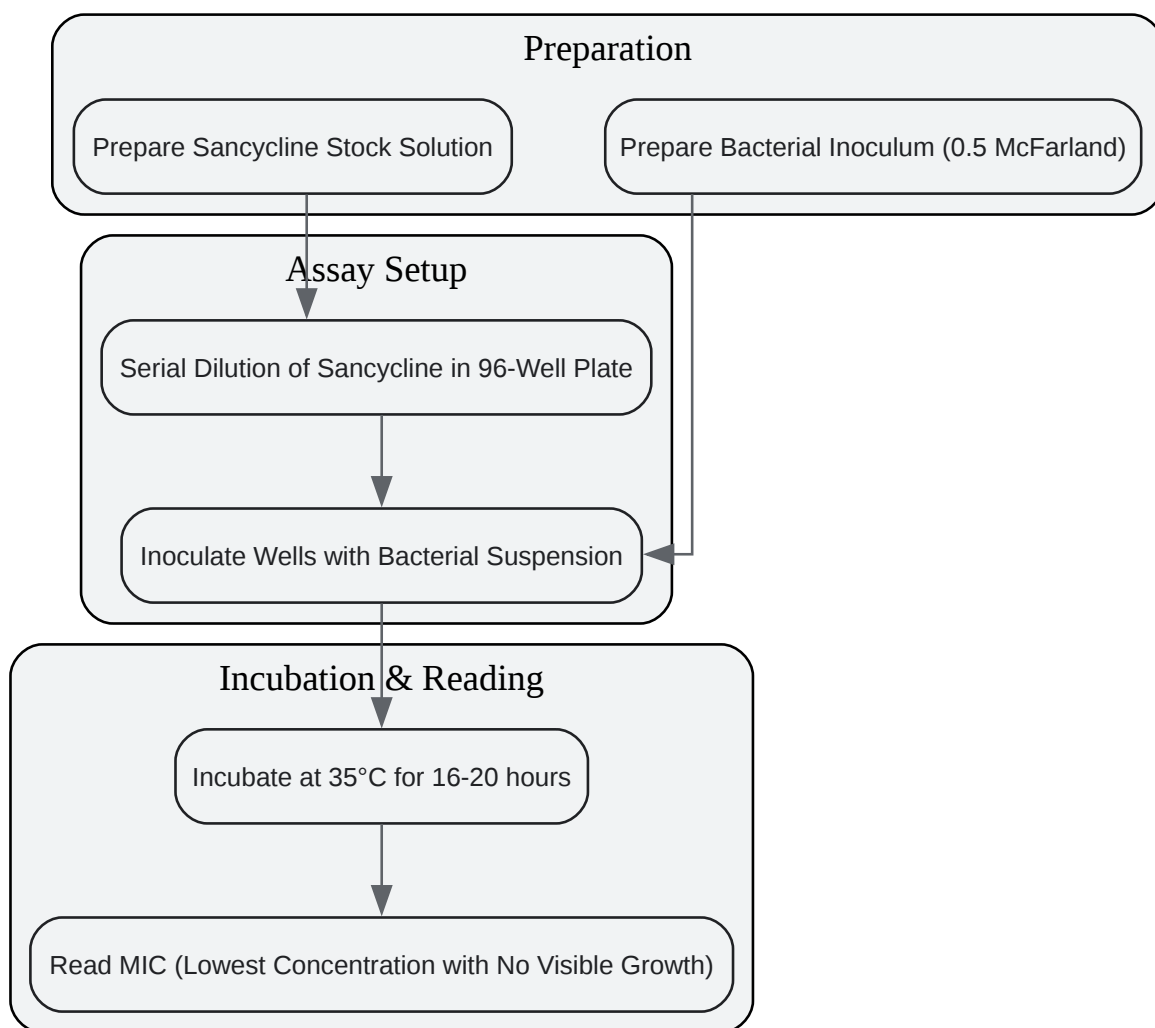 Preparation
Prepare Sancycline Stock Solution
Prepare Bacterial Inoculum (0.5 McFarland)
Assay Setup
Serial Dilution of Sancycline in 96-Well Plate
Inoculate Wells with Bacterial Suspension
Incubation & Reading
Incubate at 35°C for 16-20 hours
Read MIC (Lowest Concentration with No Visible Growth)